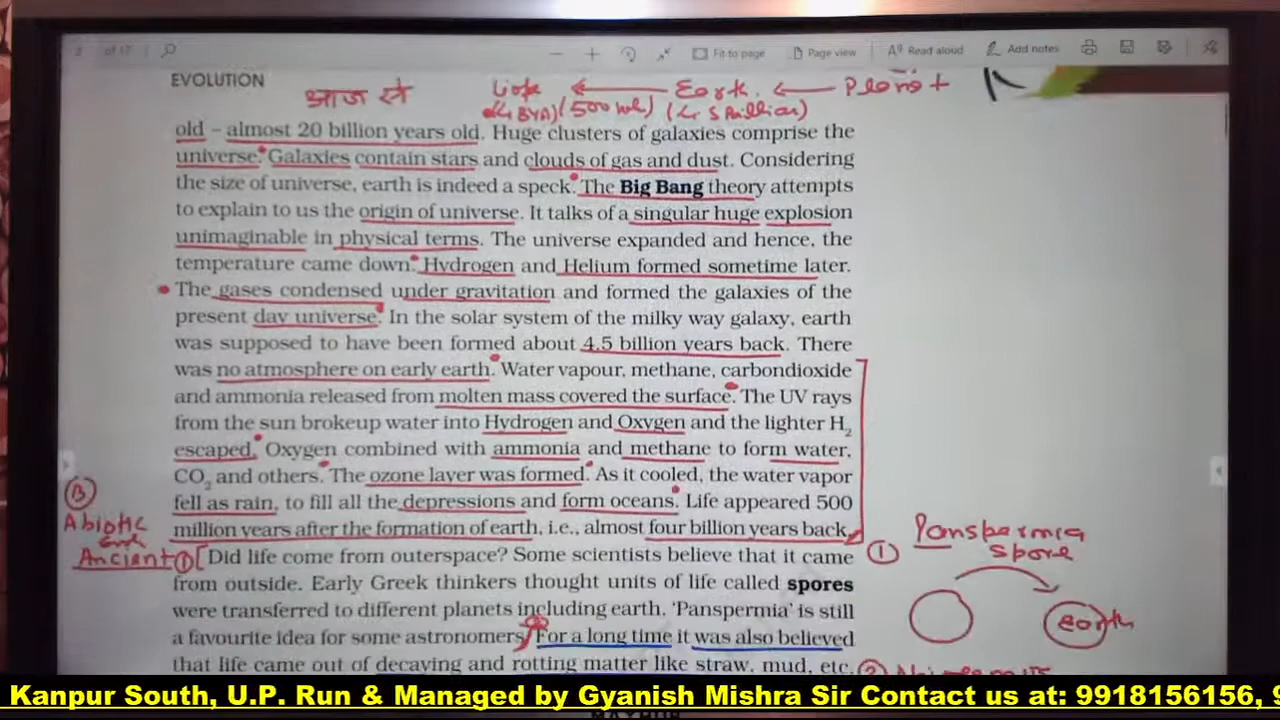 2 of 17 Fit to page Page view Read aloud Add notes
EVOLUTION
आज से Life ← Earth ← Planet
(4 BYA) (500 mil) (4.5 Million)
old – almost 20 billion years old. Huge clusters of galaxies comprise the
universe. Galaxies contain stars and clouds of gas and dust. Considering
the size of universe, earth is indeed a speck. The Big Bang theory attempts
to explain to us the origin of universe. It talks of a singular huge explosion
unimaginable in physical terms. The universe expanded and hence, the
temperature came down. Hydrogen and Helium formed sometime later.
The gases condensed under gravitation and formed the galaxies of the
present day universe. In the solar system of the milky way galaxy, earth
was supposed to have been formed about 4.5 billion years back. There
was no atmosphere on early earth. Water vapour, methane, carbondioxide
and ammonia released from molten mass covered the surface. The UV rays
from the sun brokeup water into Hydrogen and Oxygen and the lighter H₂
escaped. Oxygen combined with ammonia and methane to form water,
CO₂ and others. The ozone layer was formed. As it cooled, the water vapor
fell as rain, to fill all the depressions and form oceans. Life appeared 500
million years after the formation of earth, i.e., almost four billion years back.
Did life come from outerspace? Some scientists believe that it came
from outside. Early Greek thinkers thought units of life called spores
were transferred to different planets including earth. 'Panspermia' is still
a favourite idea for some astronomers. For a long time it was also believed
that life came out of decaying and rotting matter like straw, mud, etc.
B
Abiotic
Ancient ①
① Panspermia
spore
earth
②
Kanpur South, U.P. Run & Managed by Gyanish Mishra Sir Contact us at: 9918156156, 9